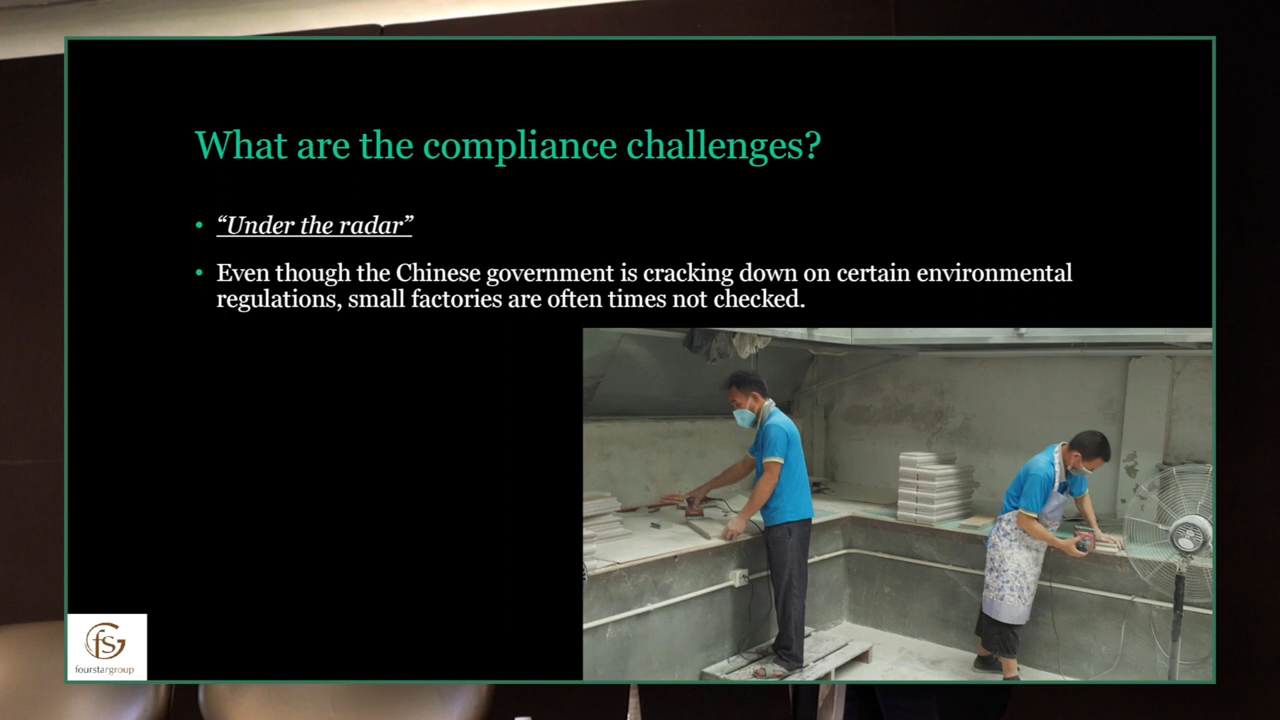 What are the compliance challenges?
“Under the radar”
Even though the Chinese government is cracking down on certain environmental
regulations, small factories are often times not checked.
fsG
fourstargroup